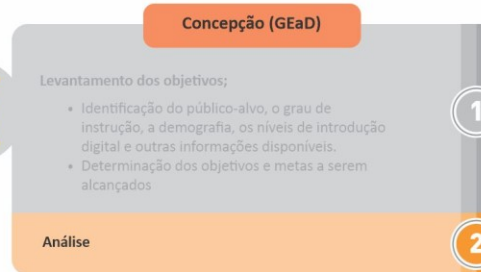 Concepção (GEaD)
Levantamento dos objetivos;
• Identificação do público-alvo, o grau de
instrução, a demografia, os níveis de introdução
digital e outras informações disponíveis.
• Determinação dos objetivos e metas a serem
alcançados
1
Análise
2